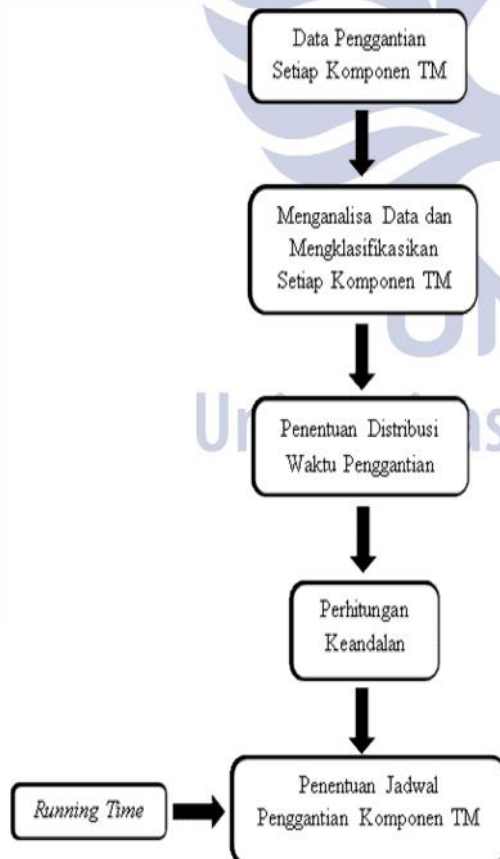 Data Penggantian
Setiap Komponen TM
Menganalisa Data dan
Mengklasifikasikan
Setiap Komponen TM
Penentuan Distribusi
Waktu Penggantian
Perhitungan
Keandalan
Running Time
Penentuan Jadwal
Penggantian Komponen TM